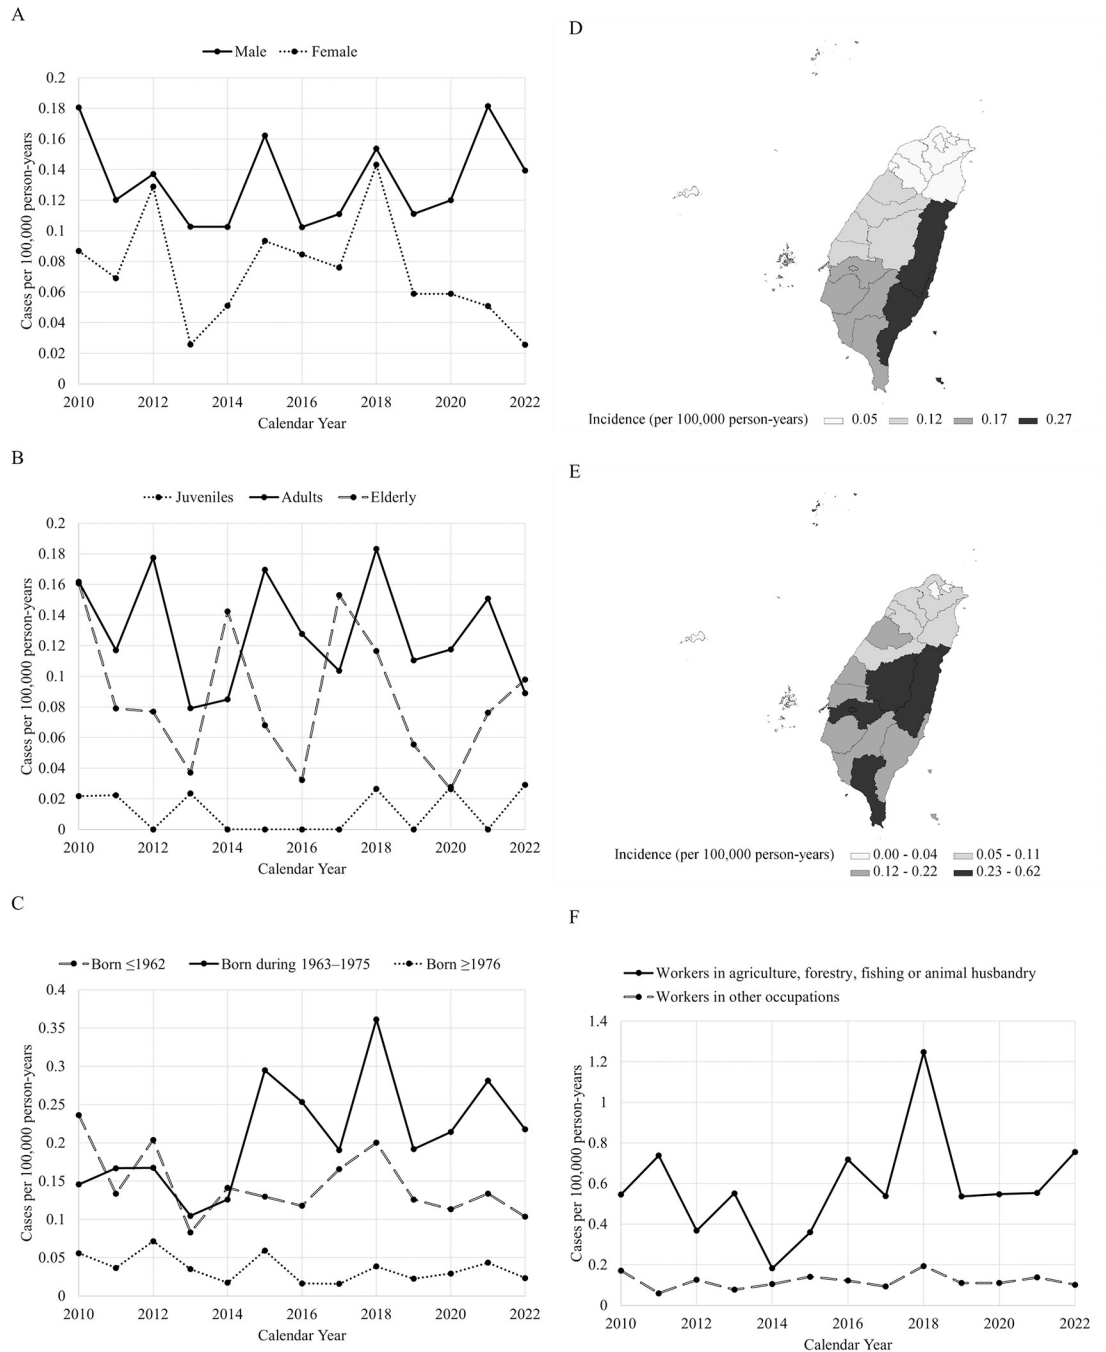 A
Male Female
Cases per 100,000 person-years
0.2
0.18
0.16
0.14
0.12
0.1
0.08
0.06
0.04
0.02
0
2010 2012 2014 2016 2018 2020 2022
Calendar Year
B
Juveniles Adults Elderly
Cases per 100,000 person-years
0.2
0.18
0.16
0.14
0.12
0.1
0.08
0.06
0.04
0.02
0
2010 2012 2014 2016 2018 2020 2022
Calendar Year
C
Born ≤1962 Born during 1963–1975 Born ≥1976
Cases per 100,000 person-years
0.4
0.35
0.3
0.25
0.2
0.15
0.1
0.05
0
2010 2012 2014 2016 2018 2020 2022
Calendar Year
D
Incidence (per 100,000 person-years) 0.05 0.12 0.17 0.27
E
Incidence (per 100,000 person-years) 0.00 - 0.04 0.05 - 0.11
0.12 - 0.22 0.23 - 0.62
F
Workers in agriculture, forestry, fishing or animal husbandry
Workers in other occupations
Cases per 100,000 person-years
1.4
1.2
1
0.8
0.6
0.4
0.2
0
2010 2012 2014 2016 2018 2020 2022
Calendar Year